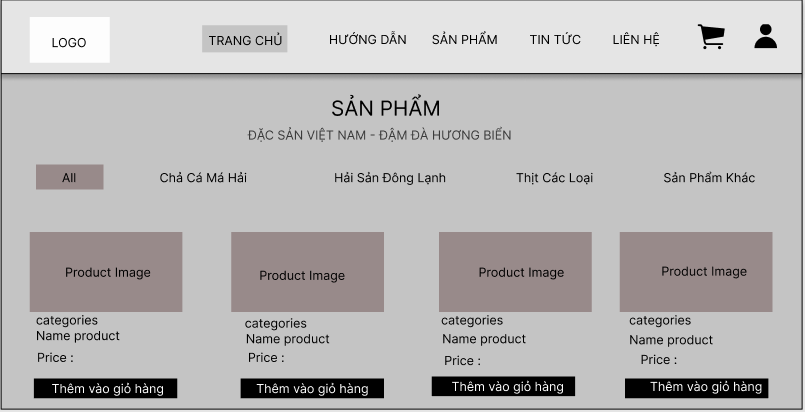 LOGO TRANG CHỦ HƯỚNG DẪN SẢN PHẨM TIN TỨC LIÊN HỆ
SẢN PHẨM
ĐẶC SẢN VIỆT NAM - ĐẬM ĐÀ HƯƠNG BIỂN
All Chả Cá Má Hải Hải Sản Đông Lạnh Thịt Các Loại Sản Phẩm Khác
Product Image Product Image Product Image Product Image
categories categories categories categories
Name product Name product Name product Name product
Price : Price : Price : Price :
Thêm vào giỏ hàng Thêm vào giỏ hàng Thêm vào giỏ hàng Thêm vào giỏ hàng